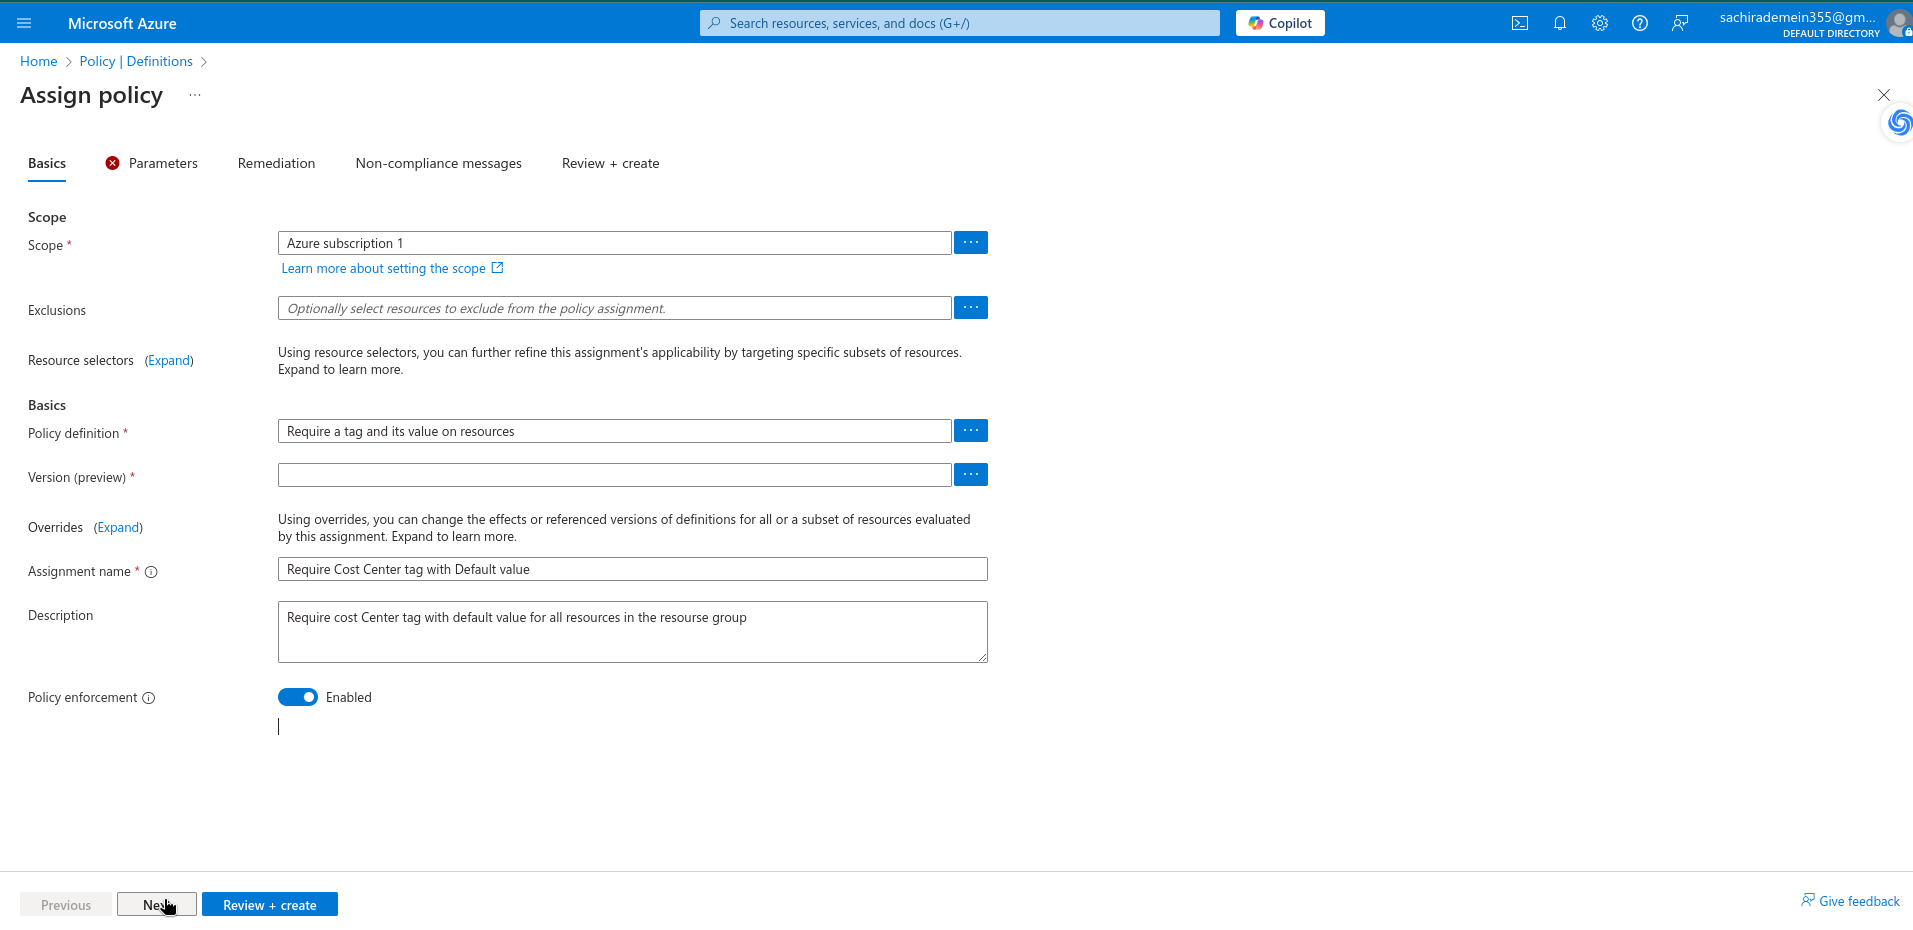 Microsoft Azure
Search resources, services, and docs (G+/)
Copilot
sachirademein355@gm...
DEFAULT DIRECTORY
Home > Policy | Definitions >
Assign policy ...
Basics Parameters Remediation Non-compliance messages Review + create
Scope
Scope *
Azure subscription 1
...
Learn more about setting the scope
Exclusions
Optionally select resources to exclude from the policy assignment.
...
Resource selectors (Expand)
Using resource selectors, you can further refine this assignment's applicability by targeting specific subsets of resources.
Expand to learn more.
Basics
Policy definition *
Require a tag and its value on resources
...
Version (preview) *
...
Overrides (Expand)
Using overrides, you can change the effects or referenced versions of definitions for all or a subset of resources evaluated
by this assignment. Expand to learn more.
Assignment name *
Require Cost Center tag with Default value
Description
Require cost Center tag with default value for all resources in the resourse group
Policy enforcement
Enabled
Previous
Review + create
Give feedback